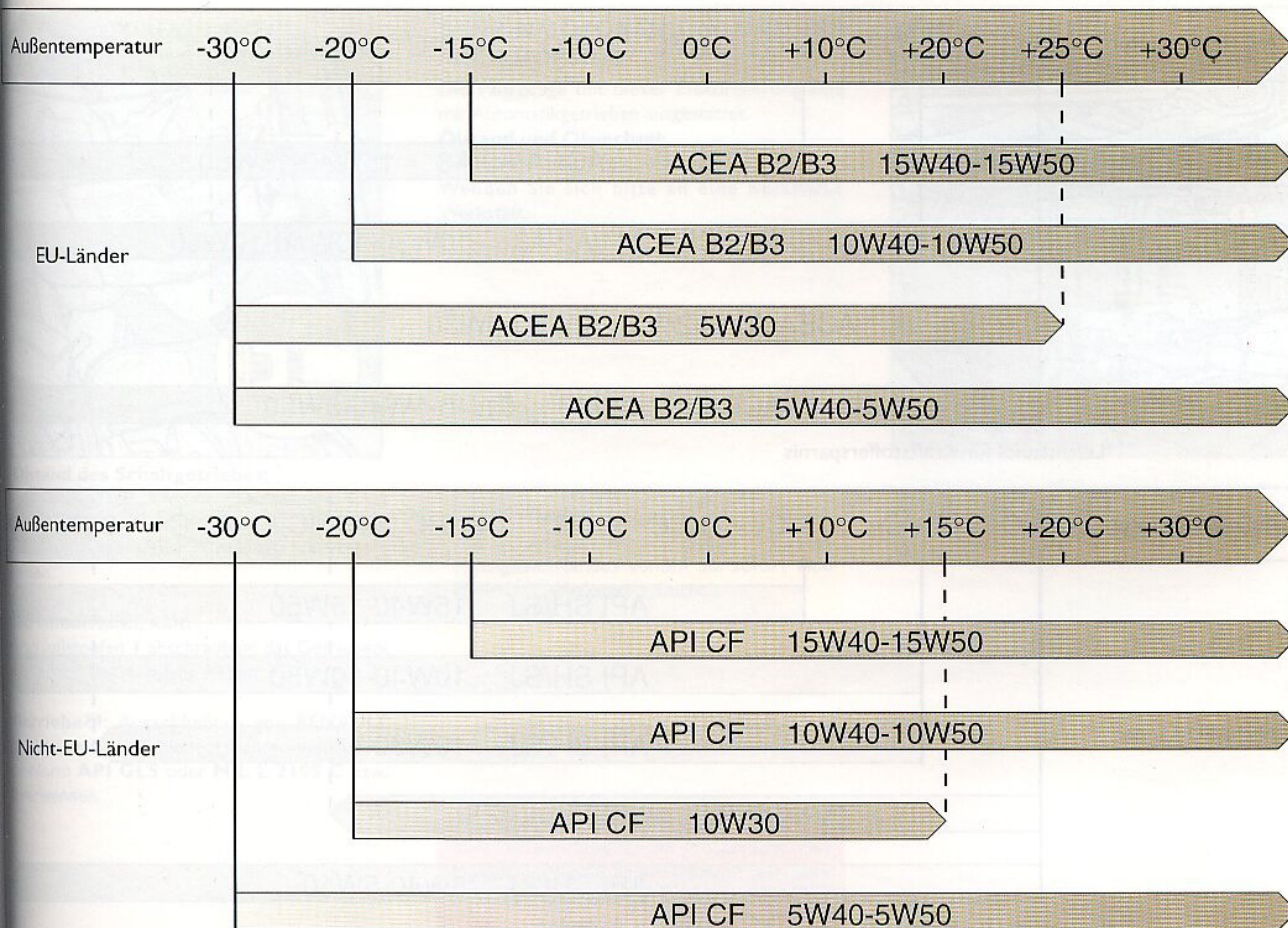 Außentemperatur -30°C -20°C -15°C -10°C 0°C +10°C +20°C +25°C +30°C
ACEA B2/B3 15W40-15W50
EU-Länder
ACEA B2/B3 10W40-10W50
ACEA B2/B3 5W30
ACEA B2/B3 5W40-5W50
Außentemperatur -30°C -20°C -15°C -10°C 0°C +10°C +15°C +20°C +30°C
API CF 15W40-15W50
Nicht-EU-Länder
API CF 10W40-10W50
API CF 10W30
API CF 5W40-5W50